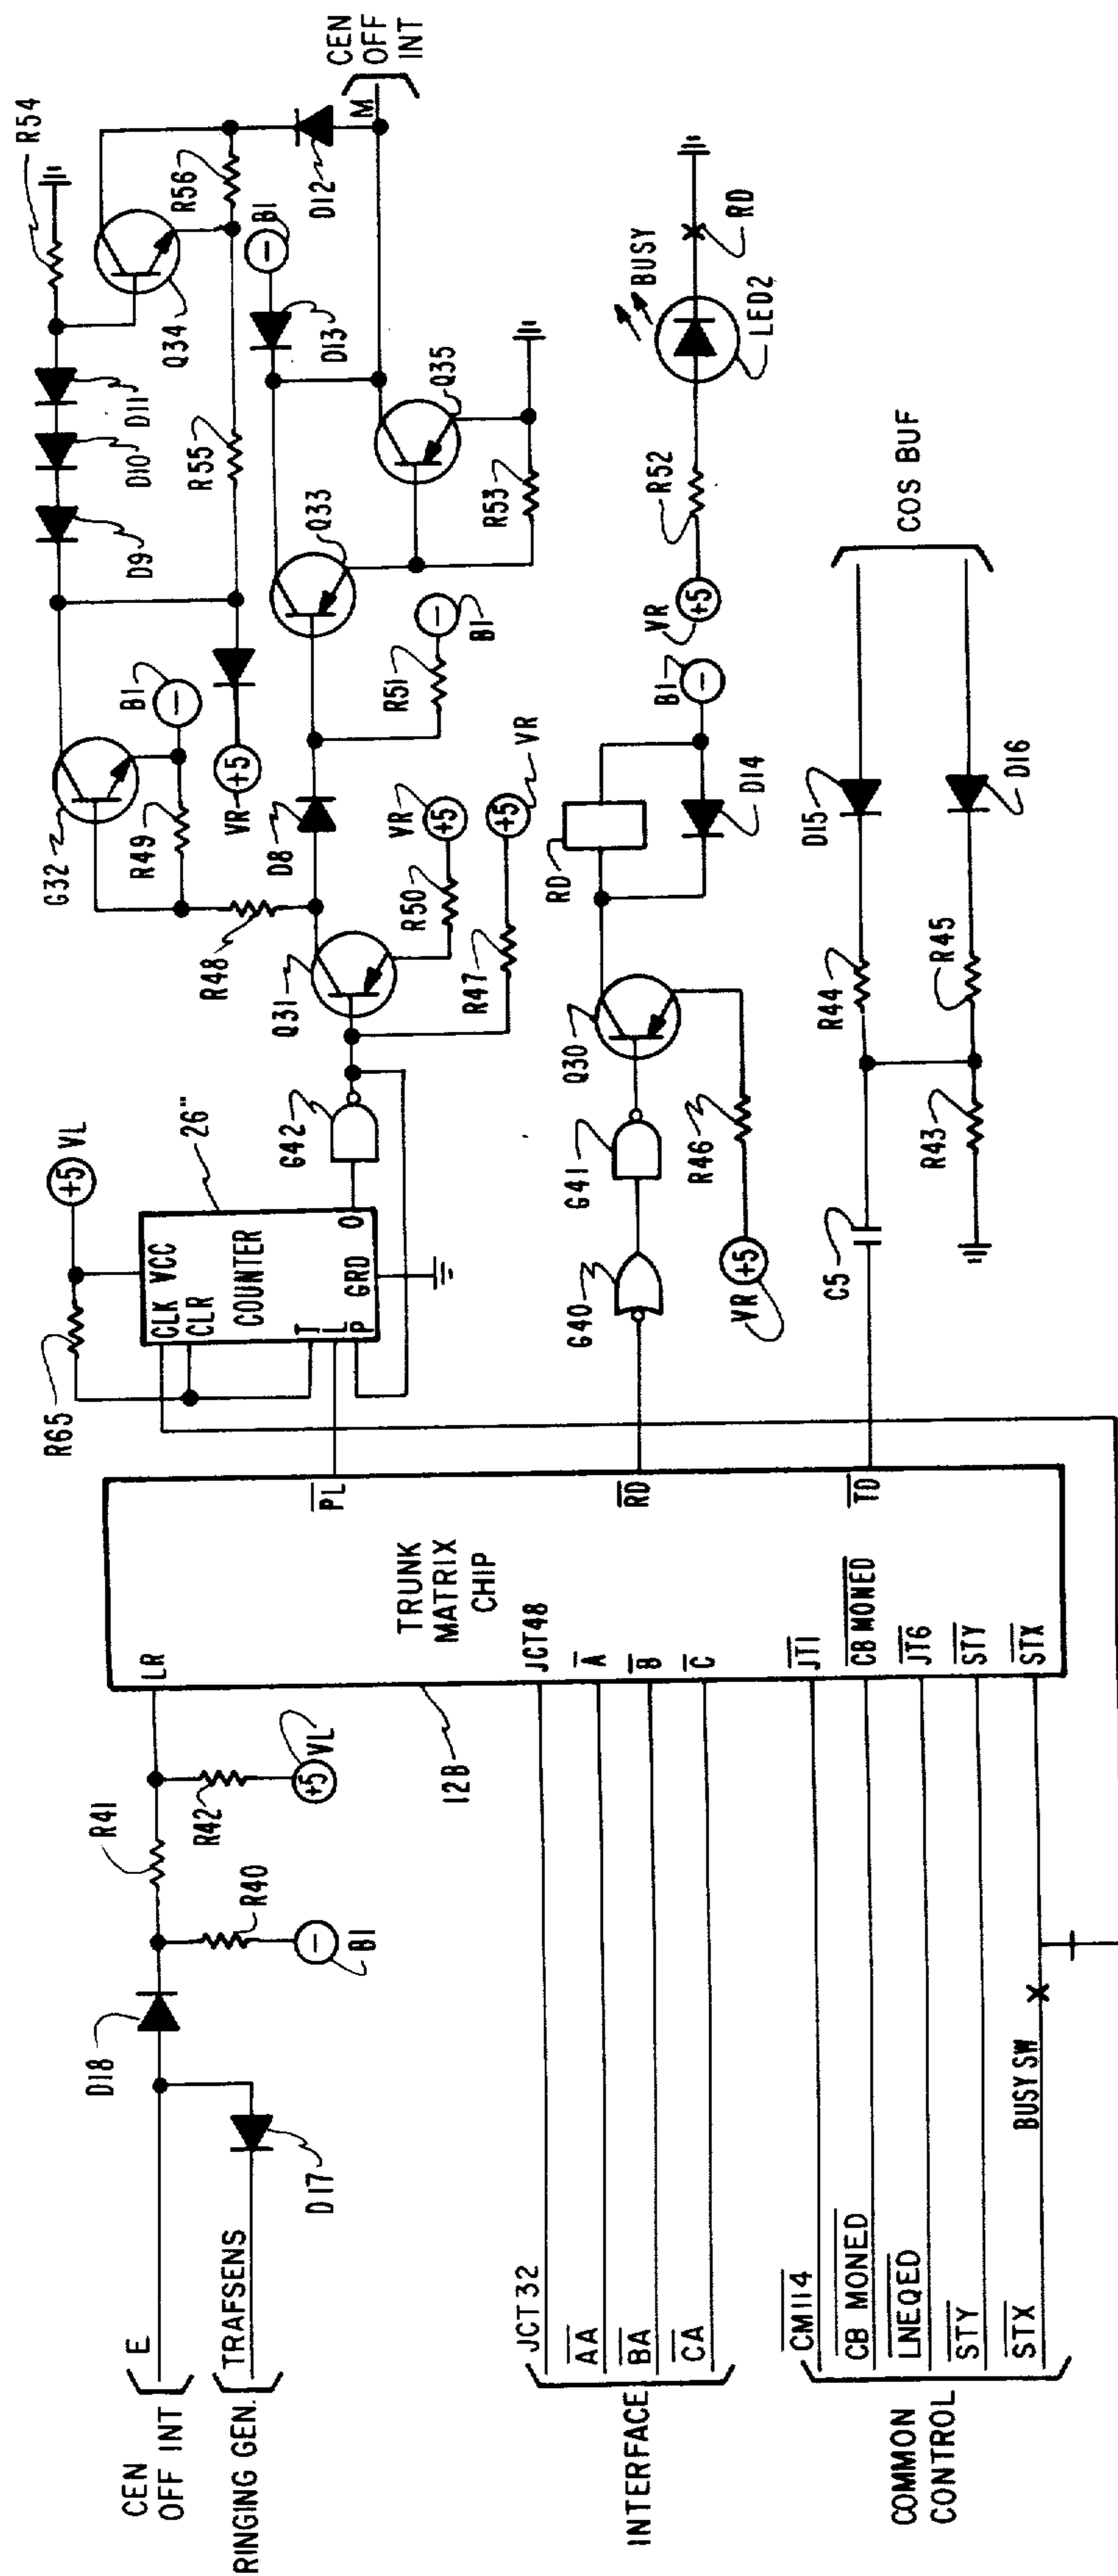 CEN
OFF INT
E
RINGING GEN.
TRAFSENS
D17
D18
R40
B1
R41
R42
+5
VL
LR
TRUNK
MATRIX
CHIP
12B
PL
RD
TO
JCT48
A
B
C
JT1
CB MONED
JT6
STY
STX
INTERFACE
JCT32
AA
BA
CA
COMMON
CONTROL
CM114
CB MONED
LNEQED
STY
STX
BUSY SW
R65
+5
VL
26"
CLK VCC
CLR
COUNTER
T
L
P
GRD
O
G42
Q31
R47
+5
VR
R50
VR
+5
R48
R49
G32
B1
VR
+5
D8
R51
B1
D9
D10
D11
R54
Q34
R55
R56
Q33
D13
B1
D12
M
CEN
OFF
INT
Q35
R53
G40
G41
Q30
R46
VR
+5
RD
D14
B1
VR
+5
R52
LED2
BUSY
RD
C5
R43
R44
R45
D15
D16
COS BUF